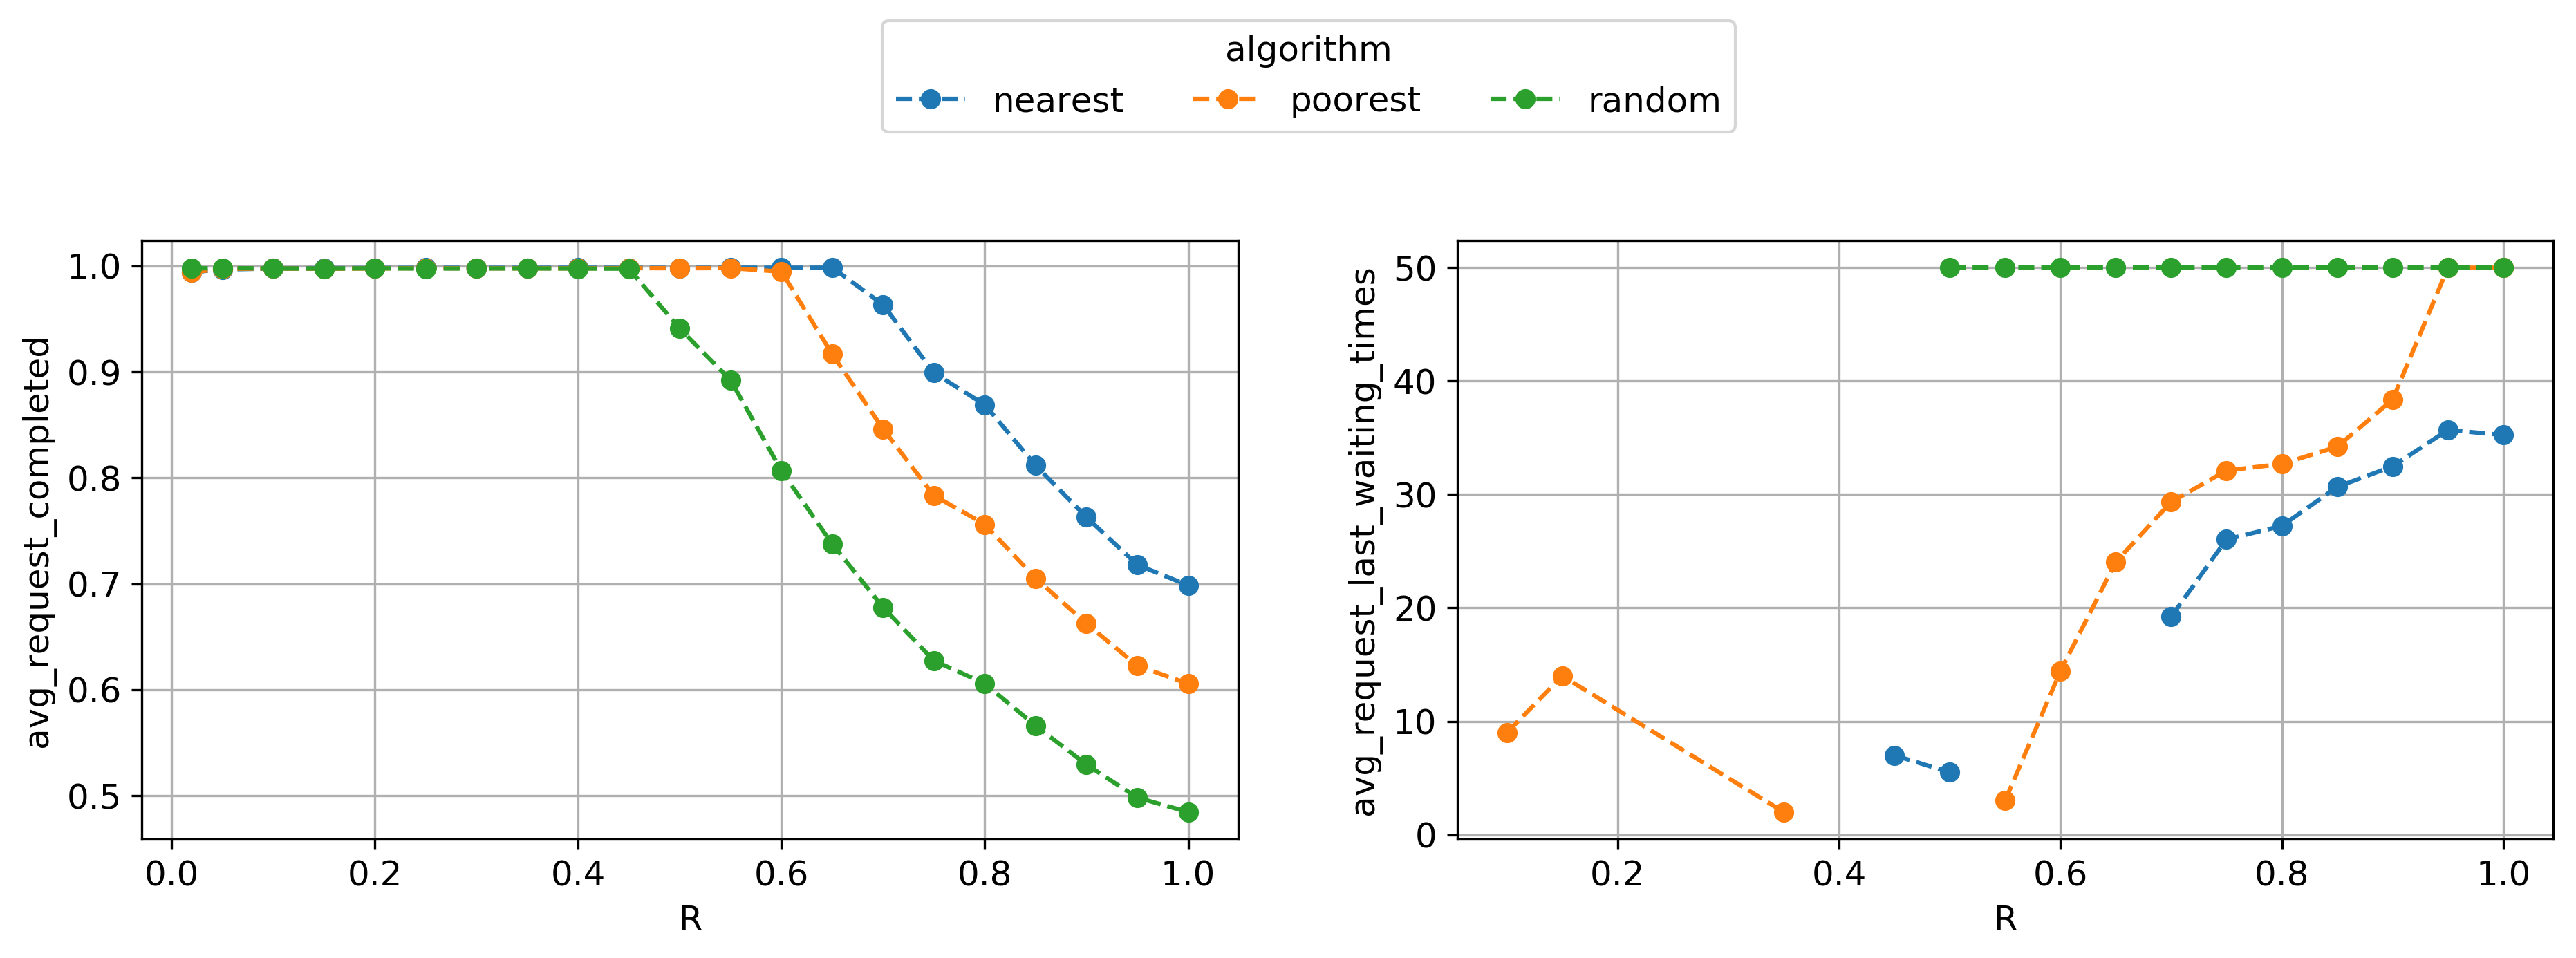 algorithm
nearest poorest random
avg_request_completed
1.0
0.9
0.8
0.7
0.6
0.5
0.0 0.2 0.4 0.6 0.8 1.0
R
avg_request_last_waiting_times
50
40
30
20
10
0
0.2 0.4 0.6 0.8 1.0
R